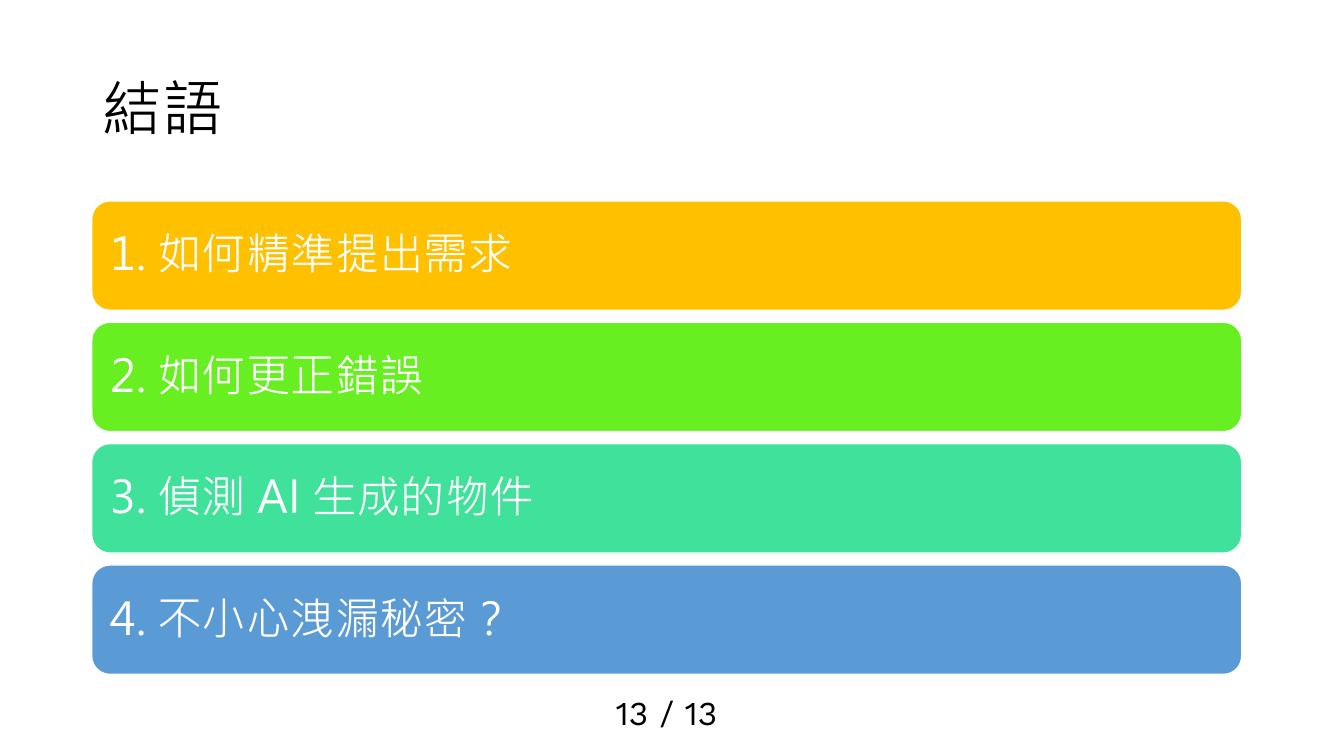 結語
1. 如何精準提出需求
2. 如何更正錯誤
3. 偵測 AI 生成的物件
4. 不小心洩漏秘密？
13 / 13